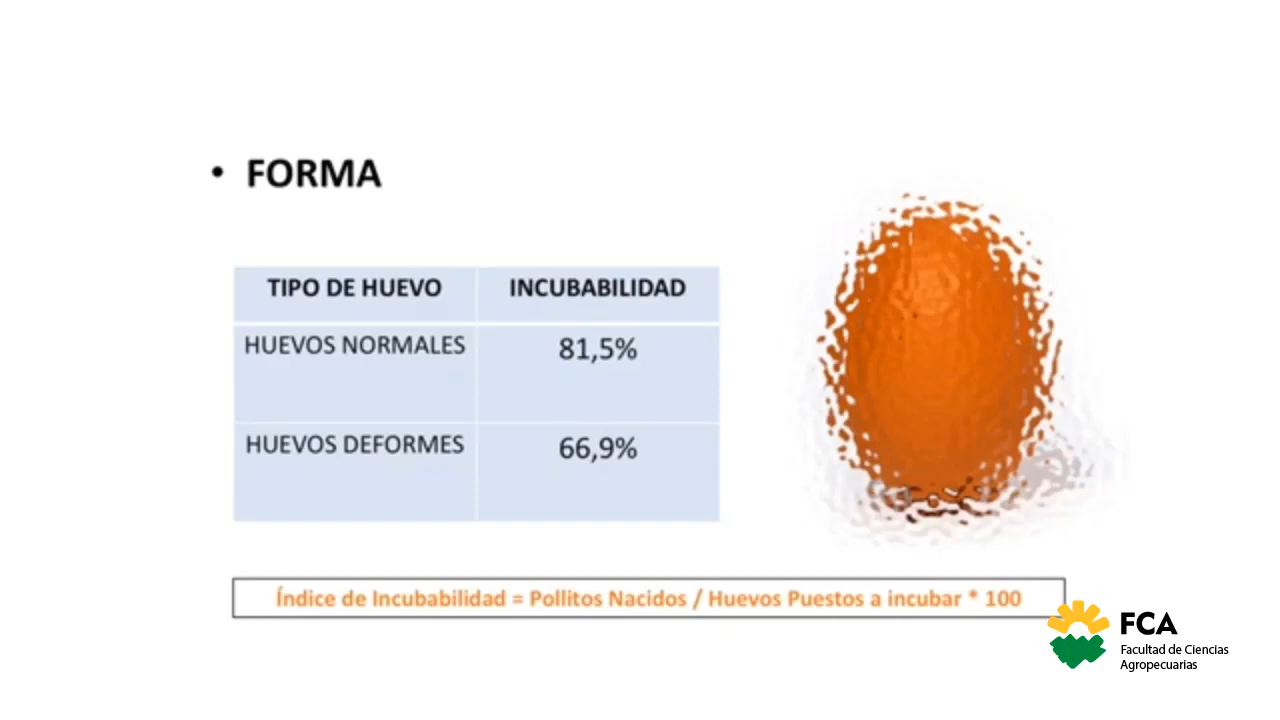 • FORMA
TIPO DE HUEVO INCUBABILIDAD
HUEVOS NORMALES 81,5%
HUEVOS DEFORMES 66,9%
Índice de Incubabilidad = Pollitos Nacidos / Huevos Puestos a incubar * 100
FCA
Facultad de Ciencias
Agropecuarias